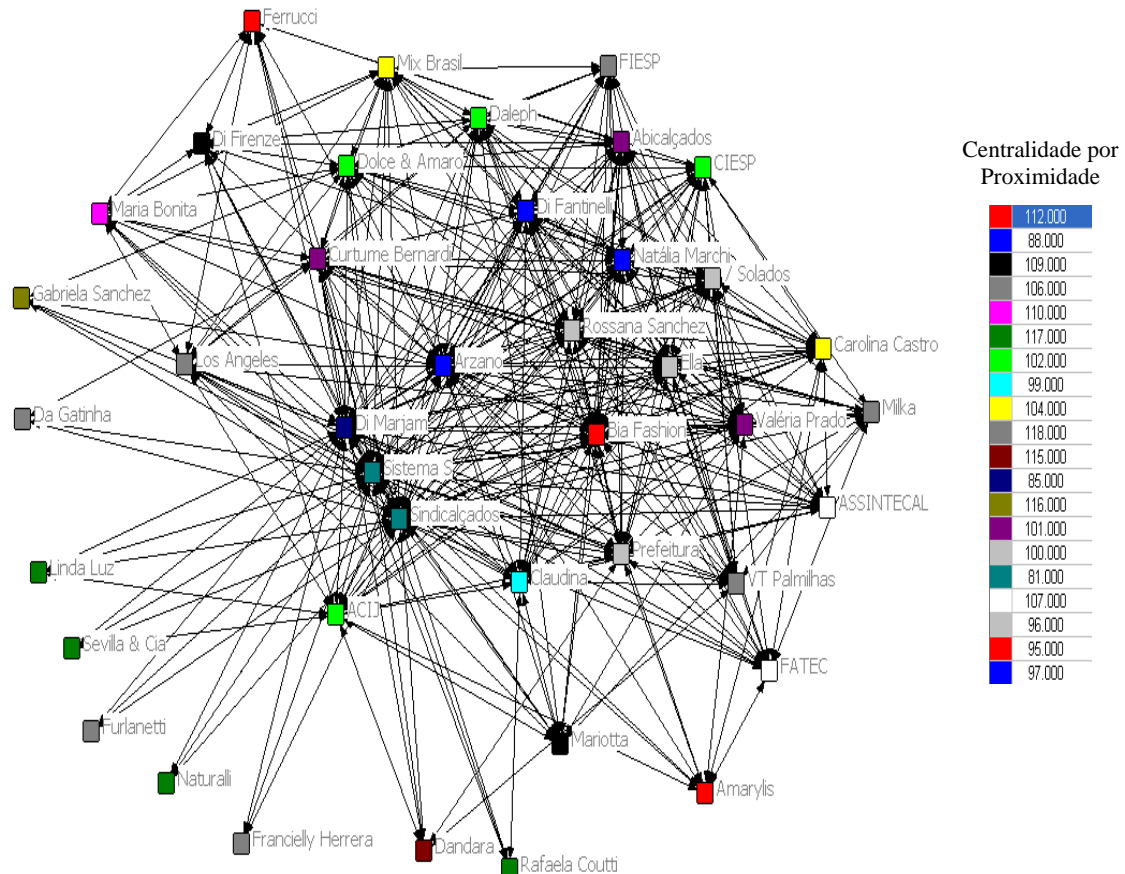 Ferrucci
Mix Brasil
FIESP
Daleph
Di Firenze
Abicalçados
Dolce & Amaro
CIESP
Maria Bonita
Di Fantinelli
Curtume Bernardi
Natália Marchi
/ Solados
Gabriela Sanchez
Rossana Sanchez
Los Angeles
Arzano
Ella
Carolina Castro
Da Gatinha
Di Marjam
Bia Fashion
Valéria Prado
Milka
Sistema S
Sindicalçados
ASSINTECAL
Prefeitura
Linda Luz
Claudina
VT Palmilhas
ACIJ
Sevilla & Cia
FATEC
Furlanetti
Mariotta
Naturalli
Amarylis
Francielly Herrera
Dandara
Rafaela Coutti
Centralidade por
Proximidade
112.000
88.000
109.000
106.000
110.000
117.000
102.000
99.000
104.000
118.000
115.000
85.000
116.000
101.000
100.000
81.000
107.000
96.000
95.000
97.000